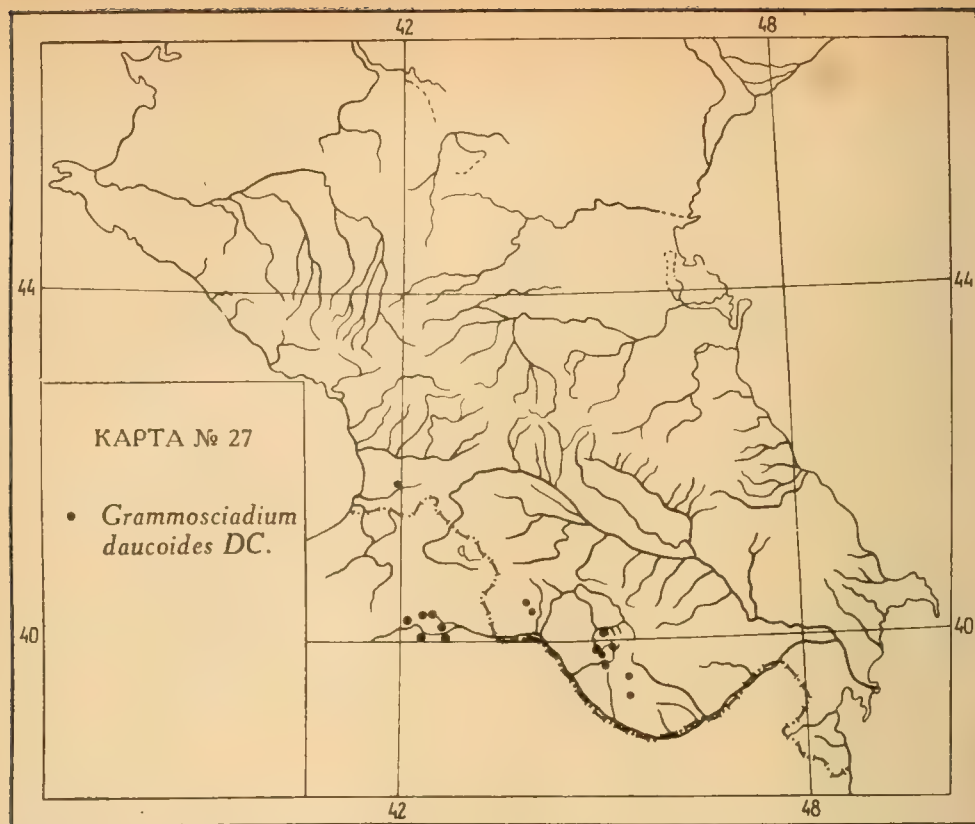 42 48
44 44
КАРТА № 27
• Grammosciadium
daucoides DC.
40 40
42 48